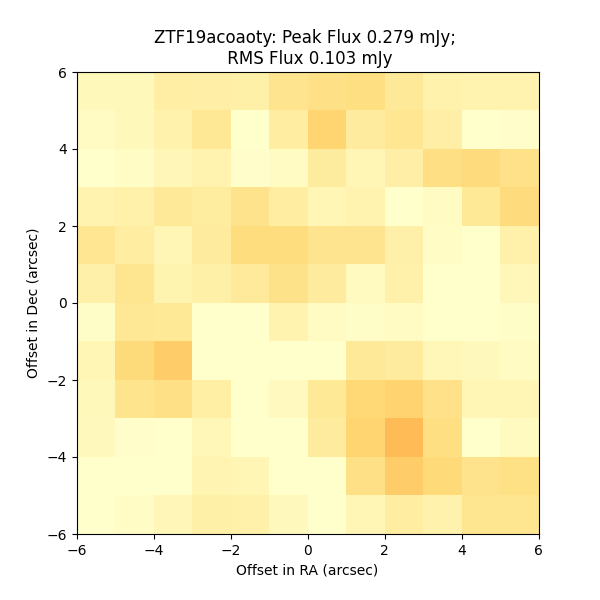 ZTF19acoaoty: Peak Flux 0.279 mJy;
RMS Flux 0.103 mJy
6
4
2
0
−2
−4
−6
Offset in Dec (arcsec)
−6 −4 −2 0 2 4 6
Offset in RA (arcsec)